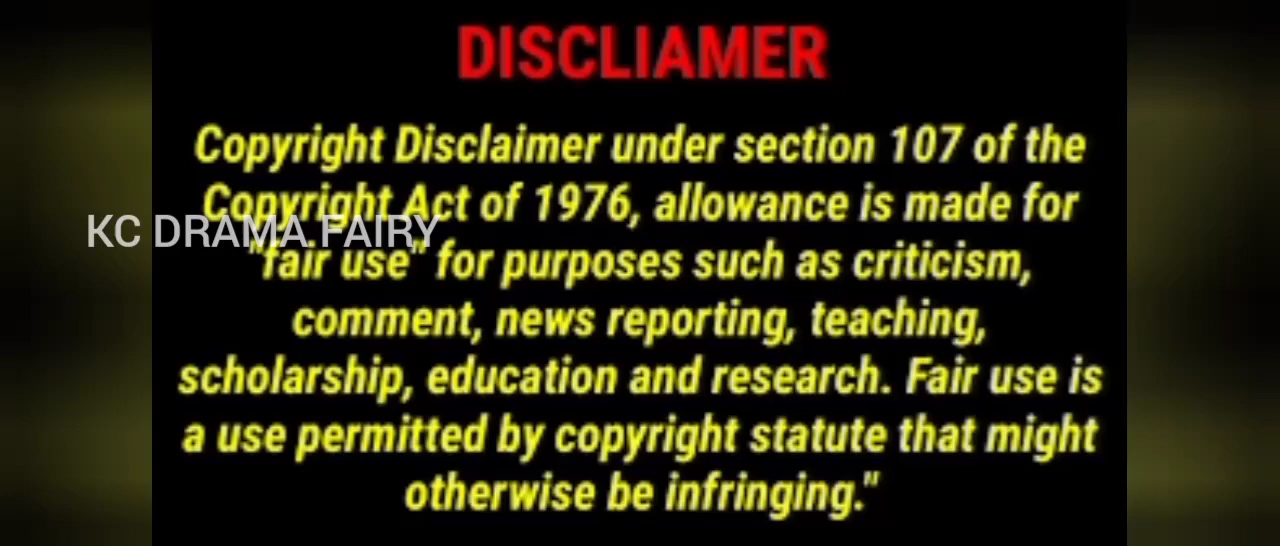 DISCLIAMER
Copyright Disclaimer under section 107 of the
Copyright Act of 1976, allowance is made for
KC DRAMA FAIRY
"fair use" for purposes such as criticism,
comment, news reporting, teaching,
scholarship, education and research. Fair use is
a use permitted by copyright statute that might
otherwise be infringing."